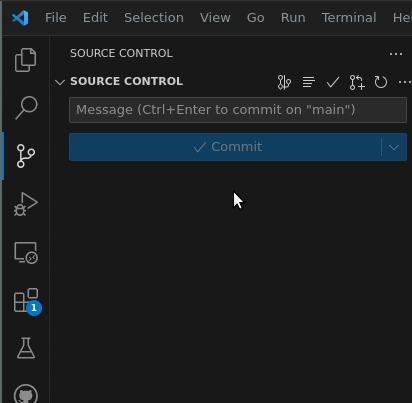 File Edit Selection View Go Run Terminal He
SOURCE CONTROL
SOURCE CONTROL
Message (Ctrl+Enter to commit on "main")
Commit
1